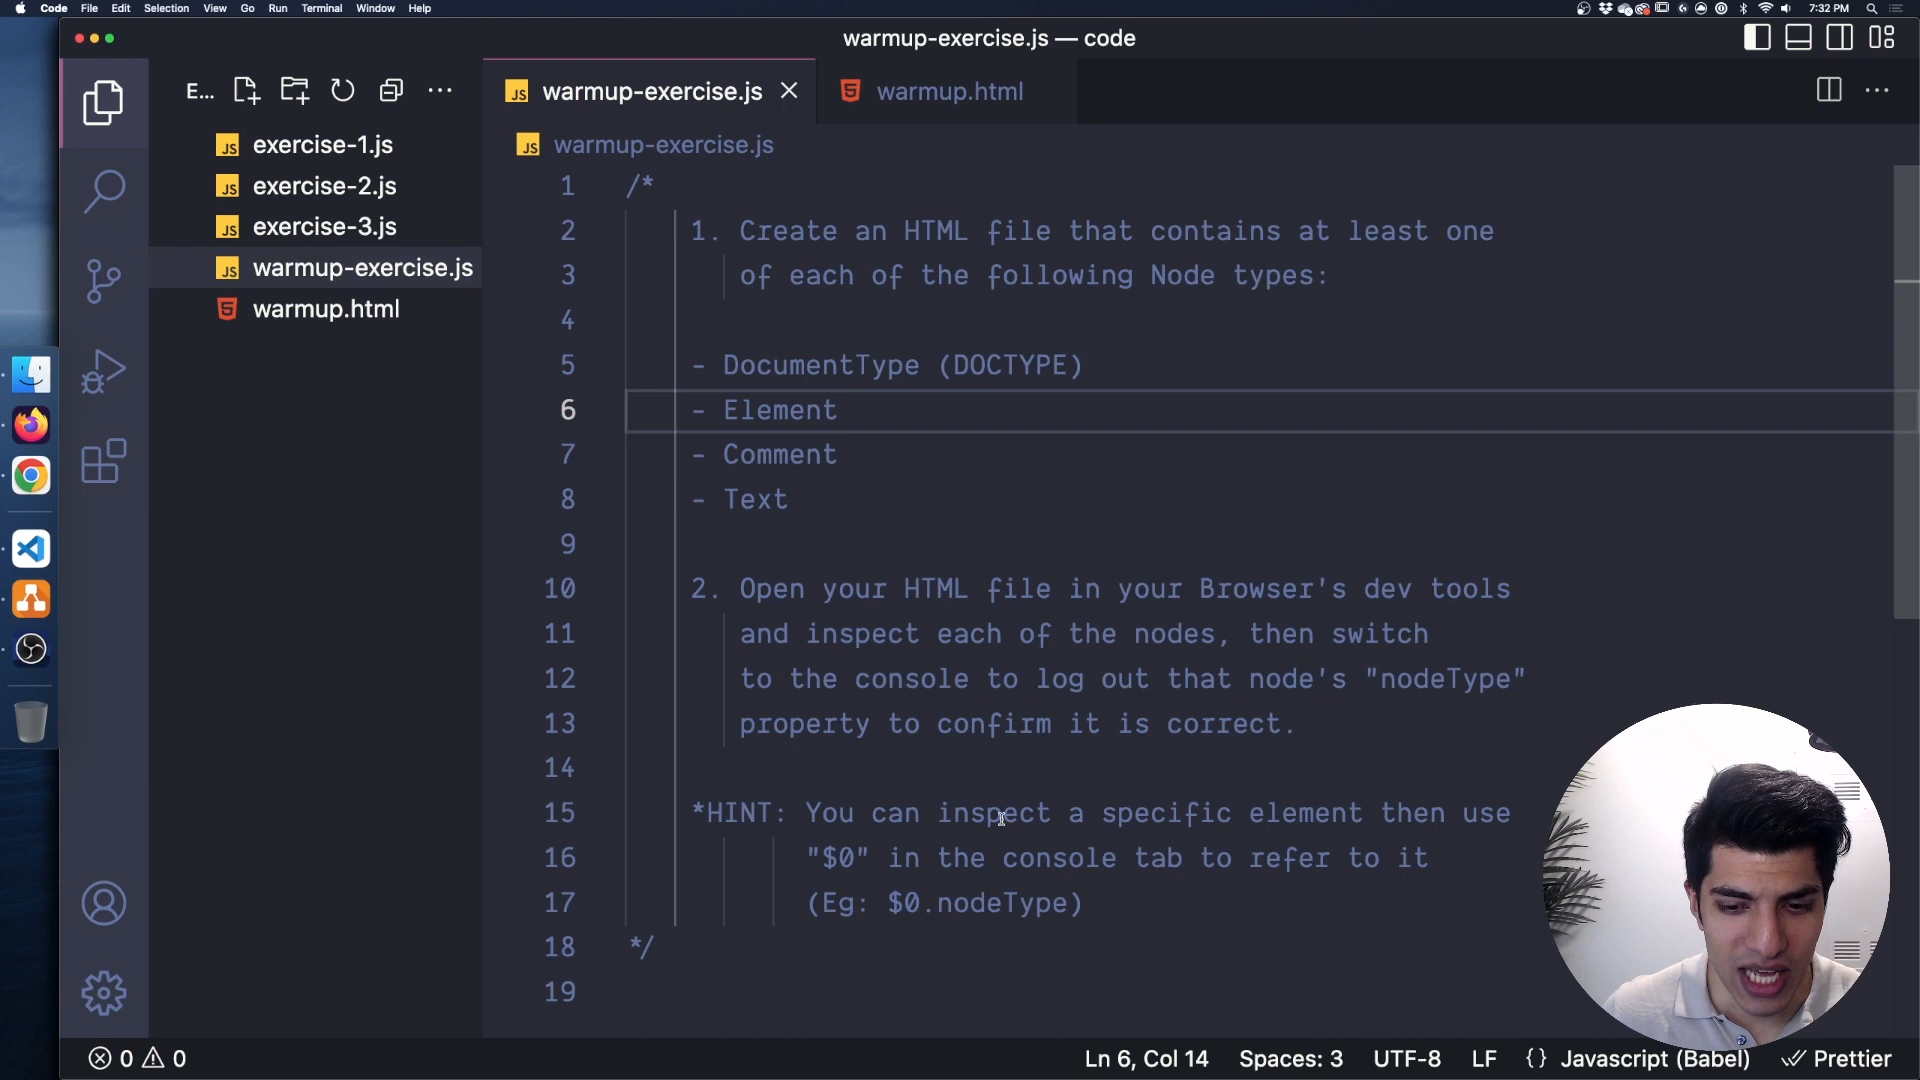 Code File Edit Selection View Go Run Terminal Window Help 7:32 PM
warmup-exercise.js — code
E...
exercise-1.js
exercise-2.js
exercise-3.js
warmup-exercise.js
warmup.html
warmup-exercise.js warmup.html
warmup-exercise.js
1 /*
2 1. Create an HTML file that contains at least one
3 of each of the following Node types:
4
5 - DocumentType (DOCTYPE)
6 - Element
7 - Comment
8 - Text
9
10 2. Open your HTML file in your Browser's dev tools
11 and inspect each of the nodes, then switch
12 to the console to log out that node's "nodeType"
13 property to confirm it is correct.
14
15 *HINT: You can inspect a specific element then use
16 "$0" in the console tab to refer to it
17 (Eg: $0.nodeType)
18 */
19
0 0 Ln 6, Col 14 Spaces: 3 UTF-8 LF {} Javascript (Babel) Prettier